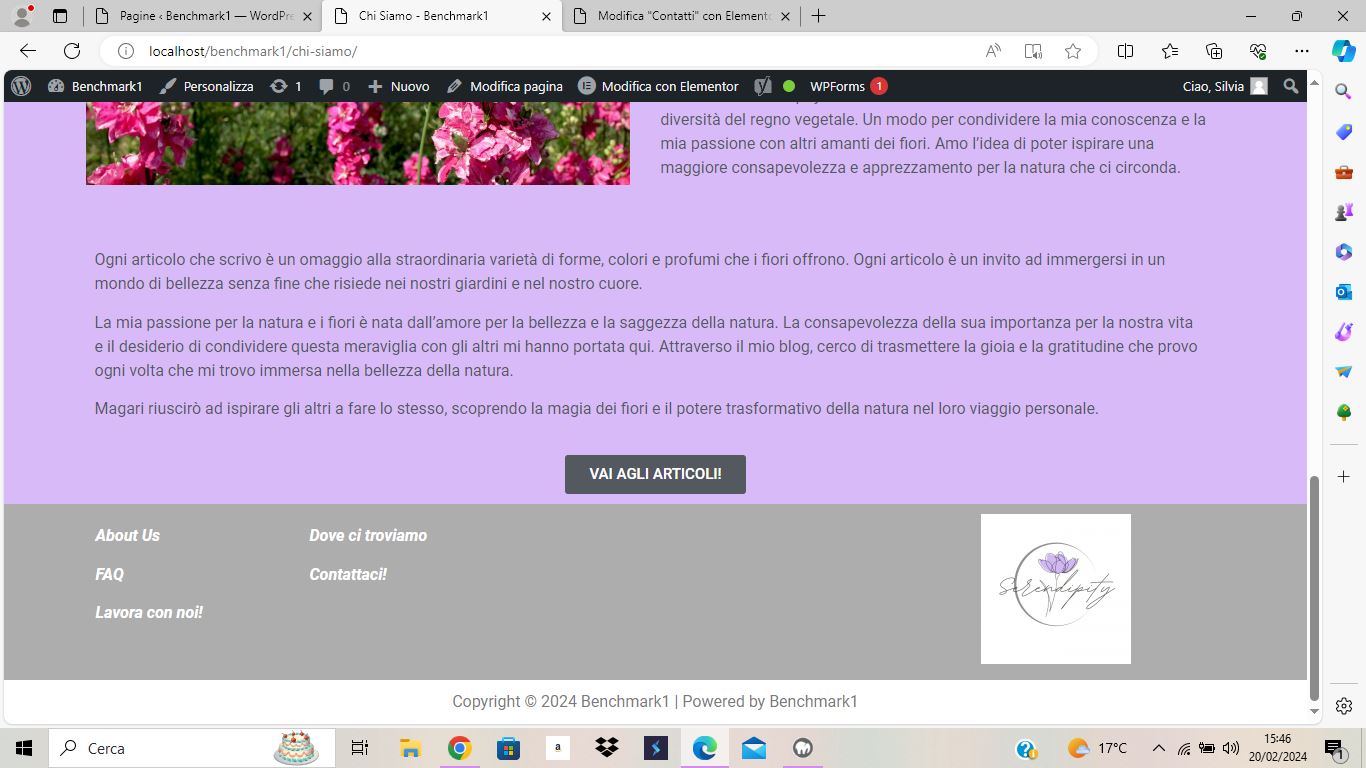 Pagine ‹ Benchmark1 — WordPre
Chi Siamo - Benchmark1
Modifica "Contatti" con Elemento
localhost/benchmark1/chi-siamo/
Benchmark1
Personalizza
1
0
Nuovo
Modifica pagina
Modifica con Elementor
WPForms 1
Ciao, Silvia
diversità del regno vegetale. Un modo per condividere la mia conoscenza e la
mia passione con altri amanti dei fiori. Amo l’idea di poter ispirare una
maggiore consapevolezza e apprezzamento per la natura che ci circonda.
Ogni articolo che scrivo è un omaggio alla straordinaria varietà di forme, colori e profumi che i fiori offrono. Ogni articolo è un invito ad immergersi in un
mondo di bellezza senza fine che risiede nei nostri giardini e nel nostro cuore.
La mia passione per la natura e i fiori è nata dall’amore per la bellezza e la saggezza della natura. La consapevolezza della sua importanza per la nostra vita
e il desiderio di condividere questa meraviglia con gli altri mi hanno portata qui. Attraverso il mio blog, cerco di trasmettere la gioia e la gratitudine che provo
ogni volta che mi trovo immersa nella bellezza della natura.
Magari riuscirò ad ispirare gli altri a fare lo stesso, scoprendo la magia dei fiori e il potere trasformativo della natura nel loro viaggio personale.
VAI AGLI ARTICOLI!
About Us
FAQ
Lavora con noi!
Dove ci troviamo
Contattaci!
Serendipity
Copyright © 2024 Benchmark1 | Powered by Benchmark1
Cerca
a
17°C
15:46
20/02/2024
1